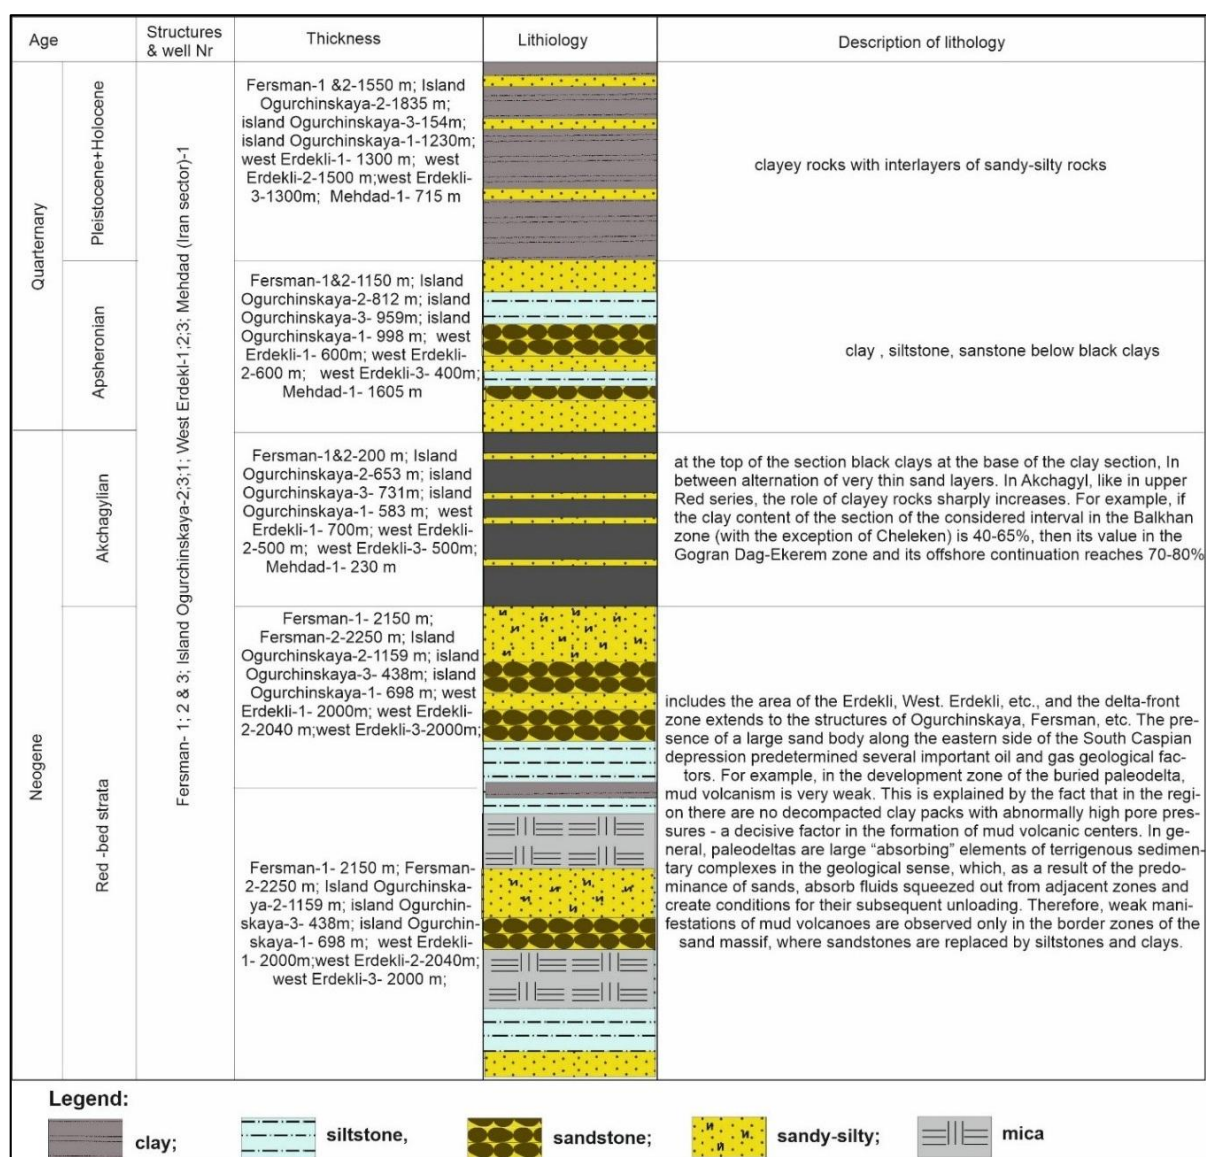 Age
Structures
& well Nr
Thickness
Lithiology
Description of lithology
Quarternary
Pleistocene+Holocene
Fersman- 1; 2 & 3; Island Ogurchinskaya-2;3;1; West Erdekl-1;2;3; Mehdad (Iran sector)-1
Fersman-1 &2-1550 m; Island
Ogurchinskaya-2-1835 m;
island Ogurchinskaya-3-154m;
island Ogurchinskaya-1-1230m;
west Erdekli-1- 1300 m; west
Erdekli-2-1500 m;west Erdekli-
3-1300m; Mehdad-1- 715 m
clayey rocks with interlayers of sandy-silty rocks
Apsheronian
Fersman-1&2-1150 m; Island
Ogurchinskaya-2-812 m; island
Ogurchinskaya-3- 959m; island
Ogurchinskaya-1- 998 m; west
Erdekli-1- 600m; west Erdekli-
2-600 m; west Erdekli-3- 400m;
Mehdad-1- 1605 m
clay , siltstone, sanstone below black clays
Neogene
Akchagylian
Fersman-1&2-200 m; Island
Ogurchinskaya-2-653 m; island
Ogurchinskaya-3- 731m; island
Ogurchinskaya-1- 583 m; west
Erdekli-1- 700m; west Erdekli-
2-500 m; west Erdekli-3- 500m;
Mehdad-1- 230 m
at the top of the section black clays at the base of the clay section, In
between alternation of very thin sand layers. In Akchagyl, like in upper
Red series, the role of clayey rocks sharply increases. For example, if
the clay content of the section of the considered interval in the Balkhan
zone (with the exception of Cheleken) is 40-65%, then its value in the
Gogran Dag-Ekerem zone and its offshore continuation reaches 70-80%
Red -bed strata
Fersman-1- 2150 m;
Fersman-2-2250 m; Island
Ogurchinskaya-2-1159 m; island
Ogurchinskaya-3- 438m; island
Ogurchinskaya-1- 698 m; west
Erdekli-1- 2000m; west Erdekli-
2-2040 m;west Erdekli-3-2000m;
Fersman-1- 2150 m; Fersman-
2-2250 m; Island Ogurchinska-
ya-2-1159 m; island Ogurchin-
skaya-3- 438m; island Ogurchin-
skaya-1- 698 m; west Erdekli-
1- 2000m;west Erdekli-2-2040m;
west Erdekli-3- 2000 m;
includes the area of the Erdekli, West. Erdekli, etc., and the delta-front
zone extends to the structures of Ogurchinskaya, Fersman, etc. The pre-
sence of a large sand body along the eastern side of the South Caspian
depression predetermined several important oil and gas geological fac-
tors. For example, in the development zone of the buried paleodelta,
mud volcanism is very weak. This is explained by the fact that in the regi-
on there are no decompacted clay packs with abnormally high pore pres-
sures - a decisive factor in the formation of mud volcanic centers. In ge-
neral, paleodeltas are large “absorbing” elements of terrigenous sedimen-
tary complexes in the geological sense, which, as a result of the predo-
minance of sands, absorb fluids squeezed out from adjacent zones and
create conditions for their subsequent unloading. Therefore, weak mani-
festations of mud volcanoes are observed only in the border zones of the
sand massif, where sandstones are replaced by siltstones and clays.
Legend:
clay;
siltstone,
sandstone;
sandy-silty;
mica